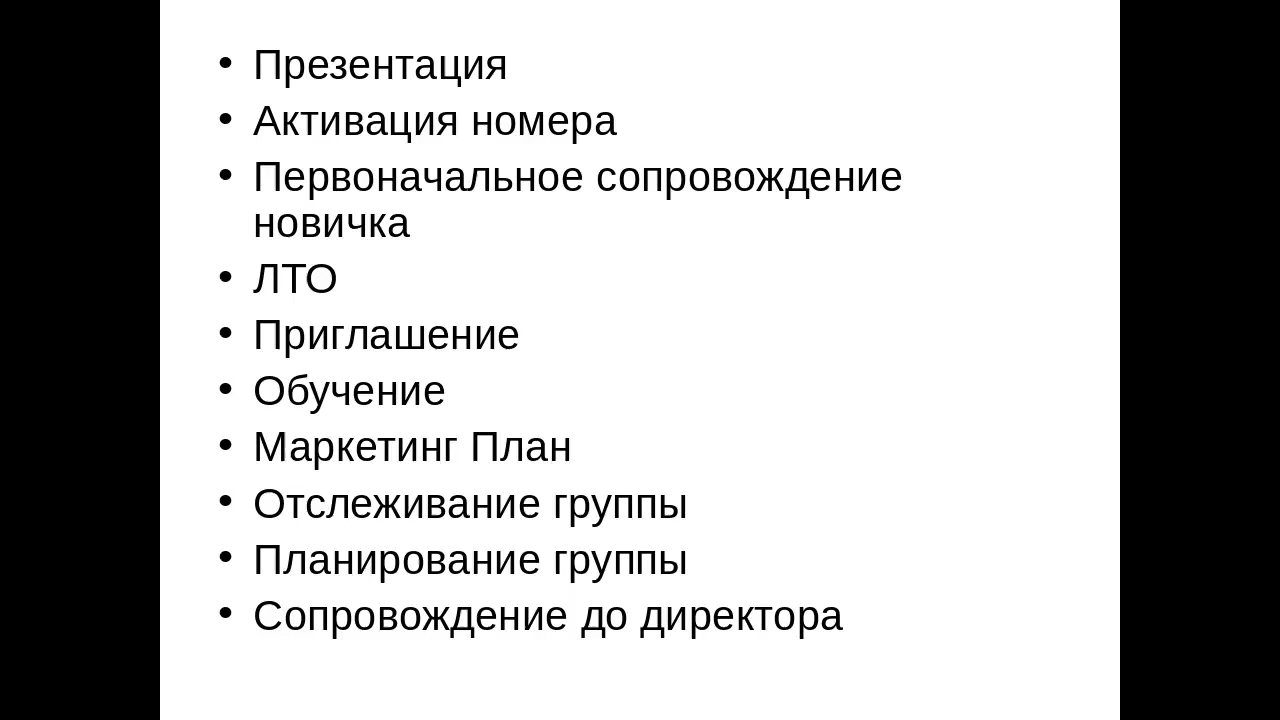 • Презентация
• Активация номера
• Первоначальное сопровождение
новичка
• ЛТО
• Приглашение
• Обучение
• Маркетинг План
• Отслеживание группы
• Планирование группы
• Сопровождение до директора